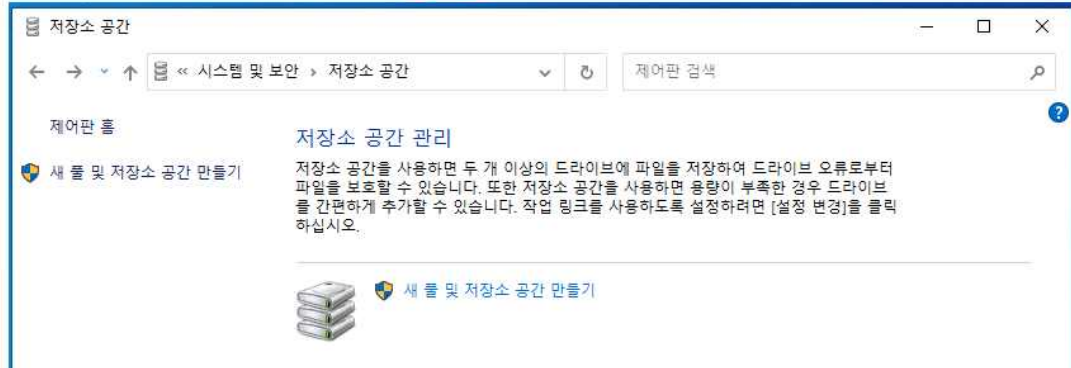 저장소 공간
« 시스템 및 보안 › 저장소 공간
제어판 검색
제어판 홈
새 풀 및 저장소 공간 만들기
저장소 공간 관리
저장소 공간을 사용하면 두 개 이상의 드라이브에 파일을 저장하여 드라이브 오류로부터
파일을 보호할 수 있습니다. 또한 저장소 공간을 사용하면 용량이 부족한 경우 드라이브
를 간편하게 추가할 수 있습니다. 작업 링크를 사용하도록 설정하려면 [설정 변경]을 클릭
하십시오.
새 풀 및 저장소 공간 만들기